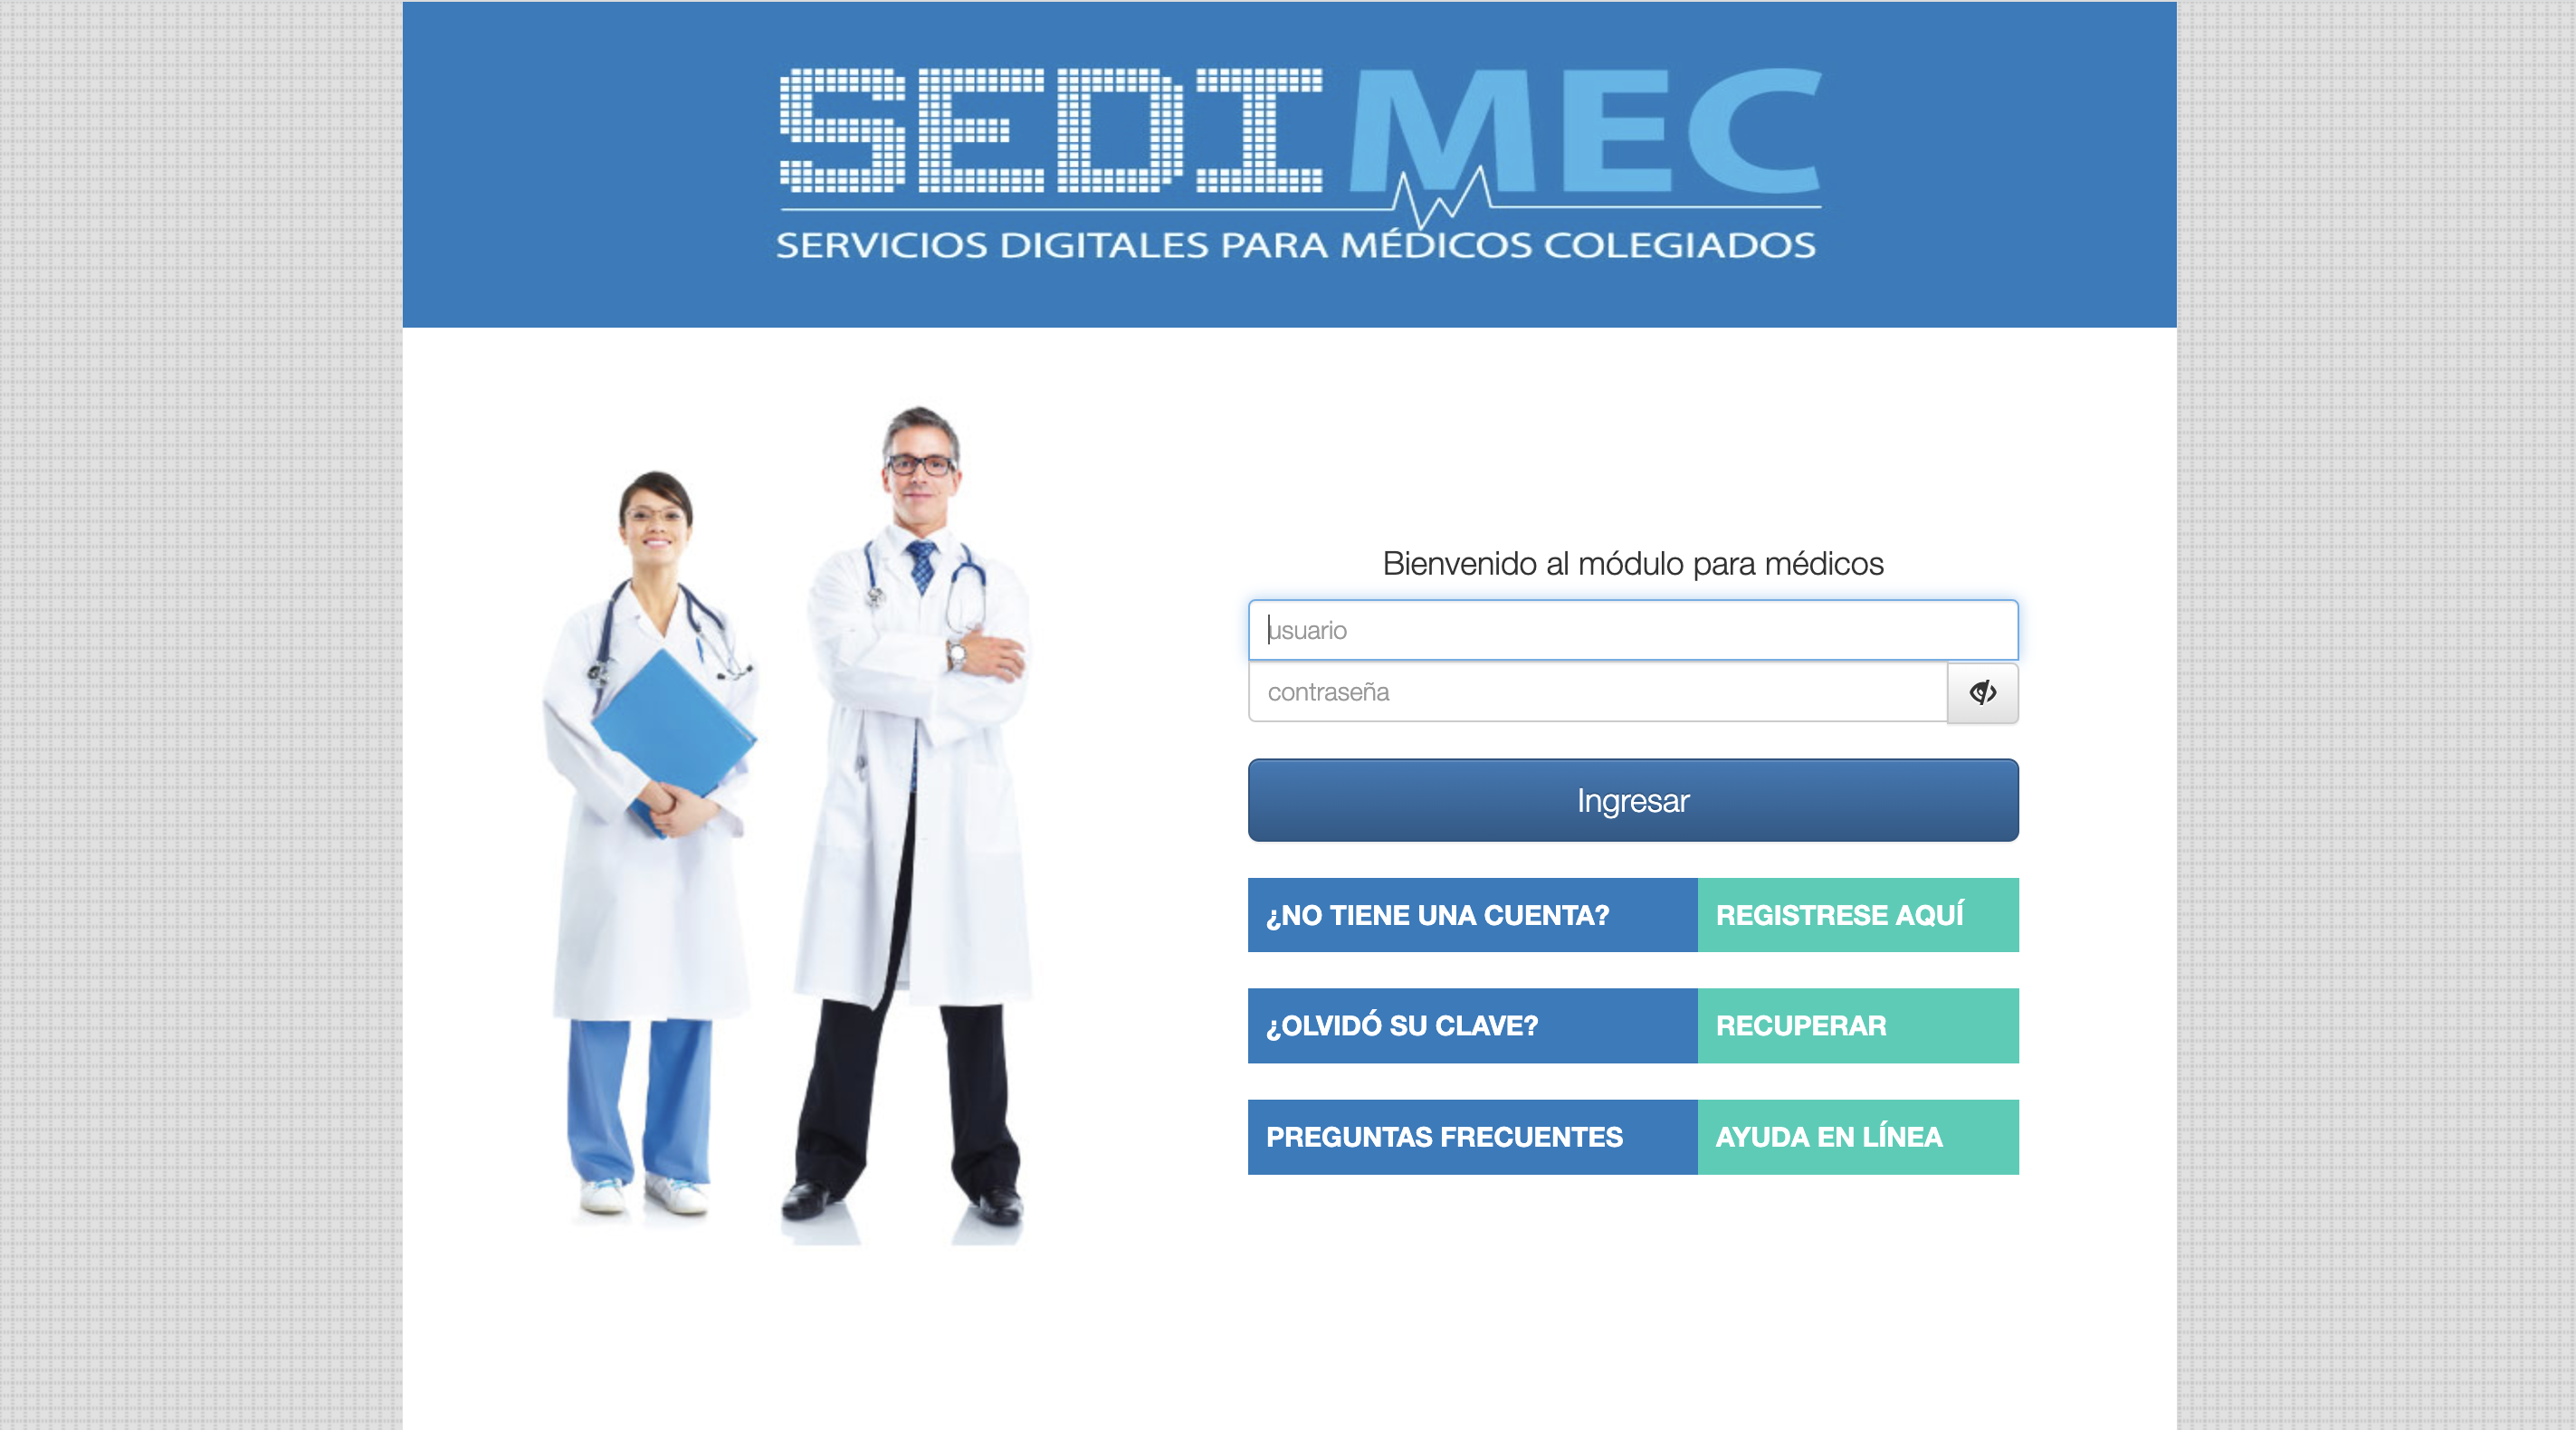 SEDIMEC
SERVICIOS DIGITALES PARA MÉDICOS COLEGIADOS
Bienvenido al módulo para médicos
usuario
contraseña
Ingresar
¿NO TIENE UNA CUENTA? REGISTRESE AQUÍ
¿OLVIDÓ SU CLAVE? RECUPERAR
PREGUNTAS FRECUENTES AYUDA EN LÍNEA